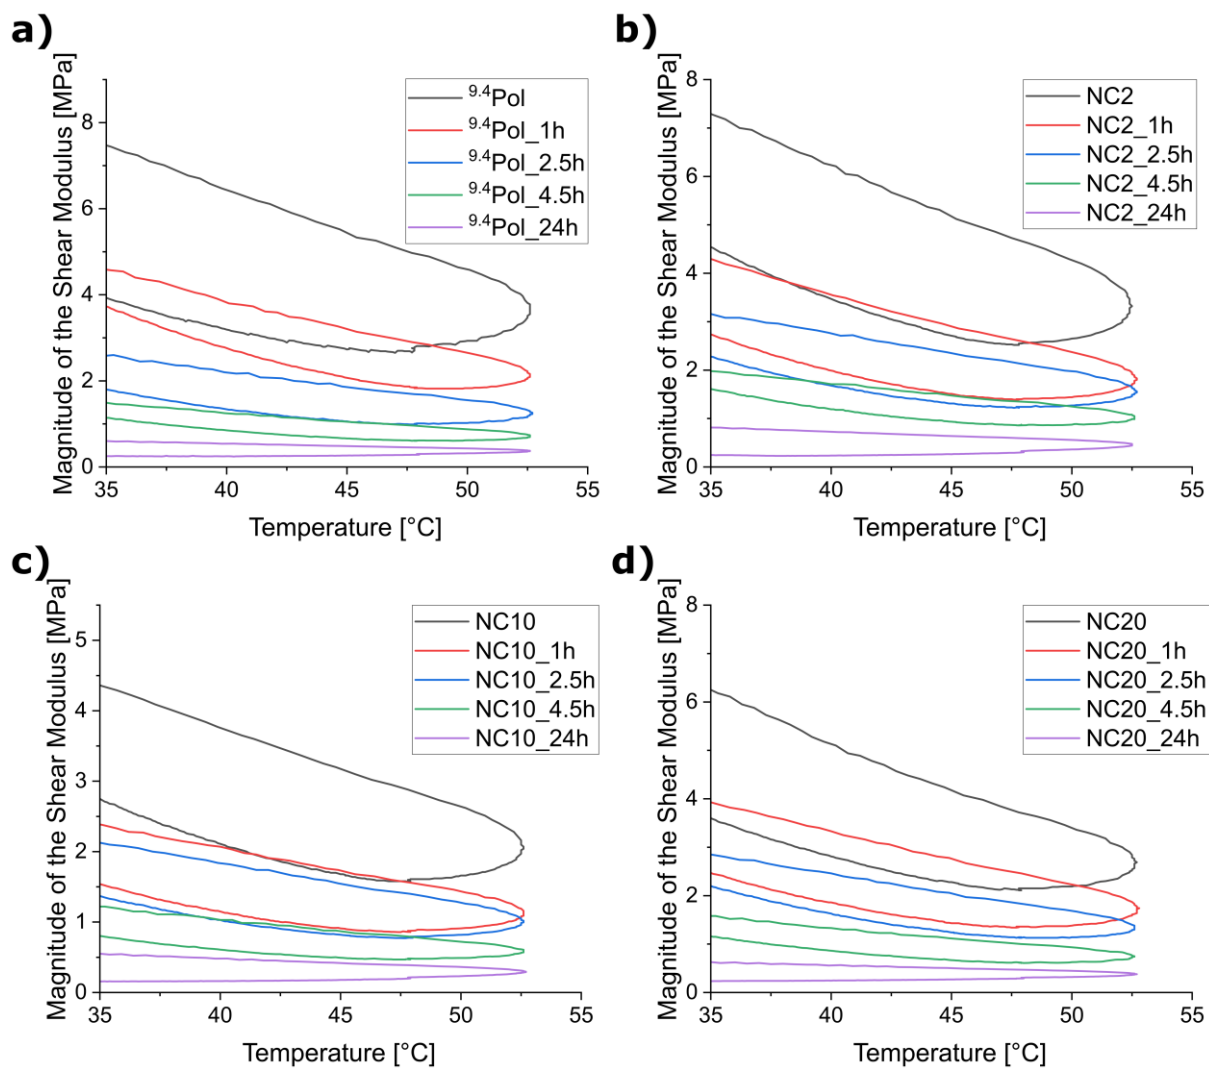 a)
Magnitude of the Shear Modulus [MPa]
8
6
4
2
0
35
40
45
50
55
Temperature [°C]
⁹·⁴Pol
⁹·⁴Pol_1h
⁹·⁴Pol_2.5h
⁹·⁴Pol_4.5h
⁹·⁴Pol_24h
b)
Magnitude of the Shear Modulus [MPa]
8
6
4
2
0
35
40
45
50
55
Temperature [°C]
NC2
NC2_1h
NC2_2.5h
NC2_4.5h
NC2_24h
c)
Magnitude of the Shear Modulus [MPa]
5
4
3
2
1
0
35
40
45
50
55
Temperature [°C]
NC10
NC10_1h
NC10_2.5h
NC10_4.5h
NC10_24h
d)
Magnitude of the Shear Modulus [MPa]
8
6
4
2
0
35
40
45
50
55
Temperature [°C]
NC20
NC20_1h
NC20_2.5h
NC20_4.5h
NC20_24h